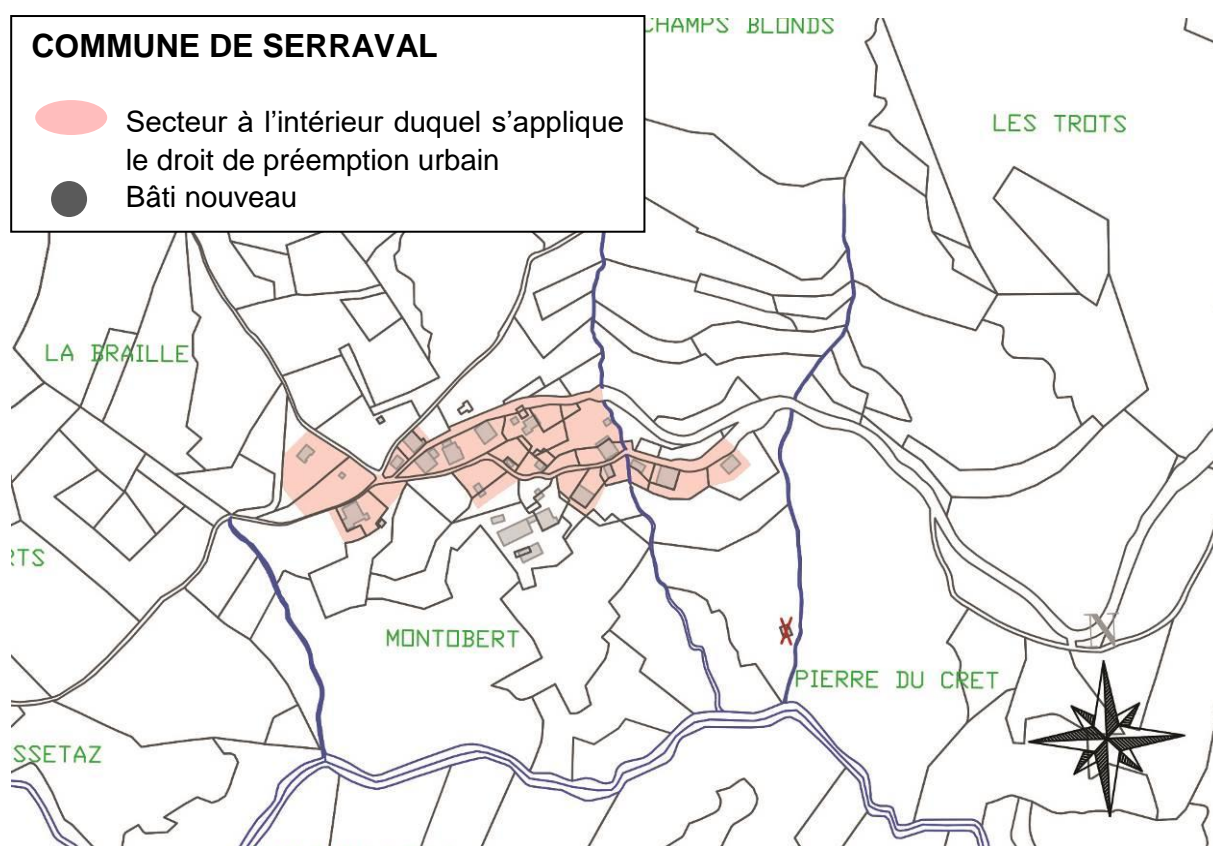 COMMUNE DE SERRAVAL
Secteur à l'intérieur duquel s'applique
le droit de préemption urbain
Bâti nouveau
CHAMPS BLONDS
LES TROTS
LA BRAILLE
RTS
MONTOBERT
N
PIERRE DU CRET
SSETAZ